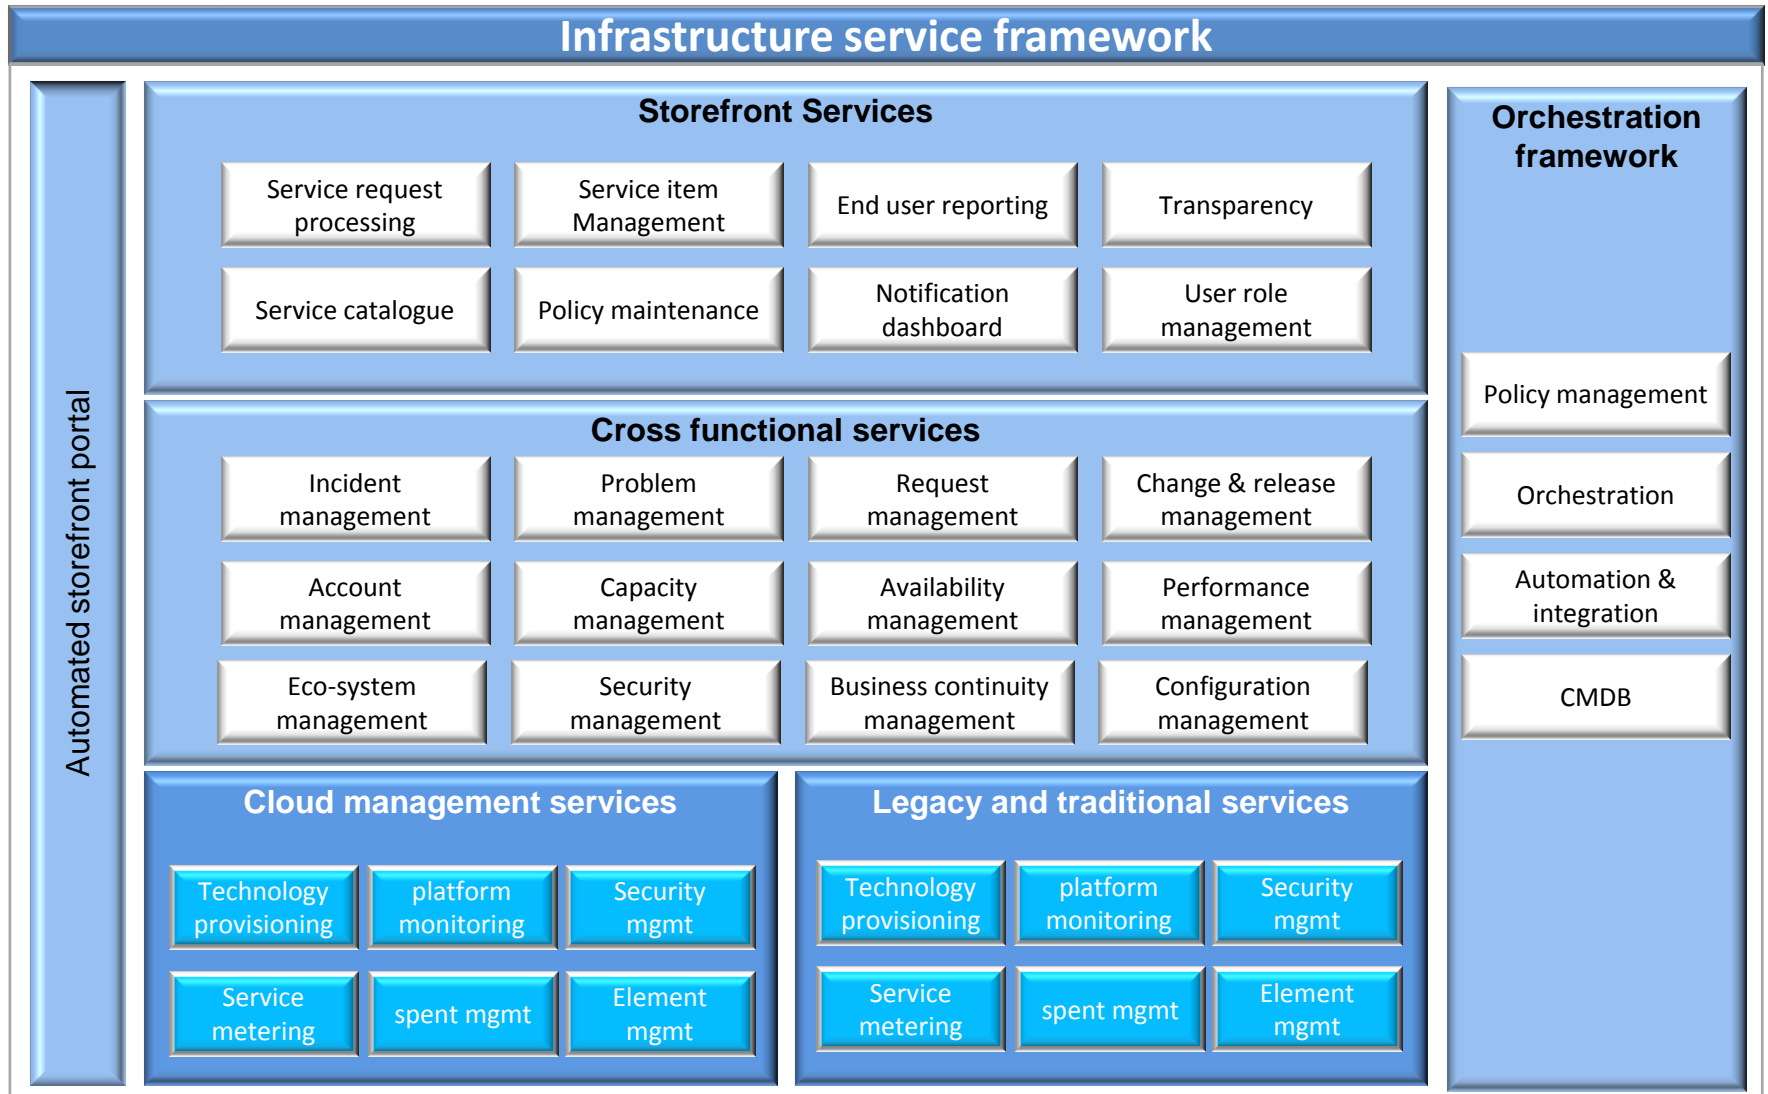 Infrastructure service framework
Automated storefront portal
Storefront Services
Service request
processing
Service item
Management
End user reporting
Transparency
Service catalogue
Policy maintenance
Notification
dashboard
User role
management
Cross functional services
Incident
management
Problem
management
Request
management
Change & release
management
Account
management
Capacity
management
Availability
management
Performance
management
Eco-system
management
Security
management
Business continuity
management
Configuration
management
Cloud management services
Technology
provisioning
platform
monitoring
Security
mgmt
Service
metering
spent mgmt
Element
mgmt
Legacy and traditional services
Technology
provisioning
platform
monitoring
Security
mgmt
Service
metering
spent mgmt
Element
mgmt
Orchestration
framework
Policy management
Orchestration
Automation &
integration
CMDB